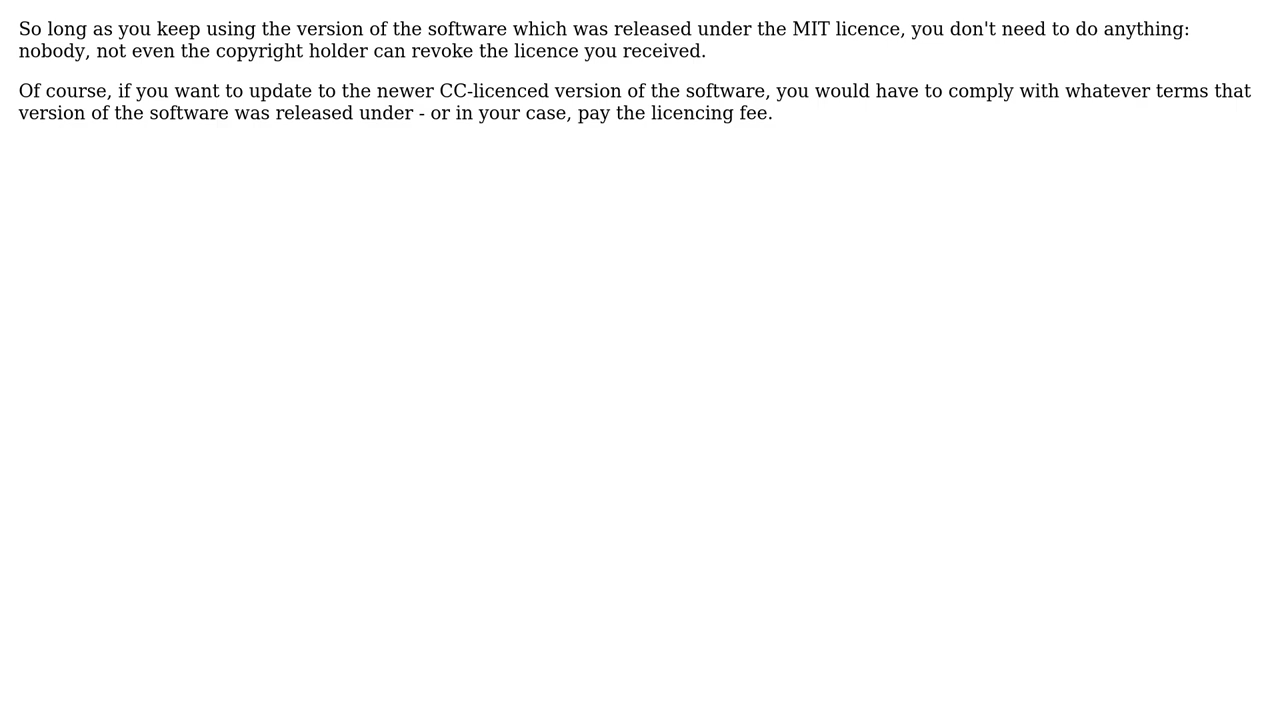 So long as you keep using the version of the software which was released under the MIT licence, you don't need to do anything:
nobody, not even the copyright holder can revoke the licence you received.
Of course, if you want to update to the newer CC-licenced version of the software, you would have to comply with whatever terms that
version of the software was released under - or in your case, pay the licencing fee.